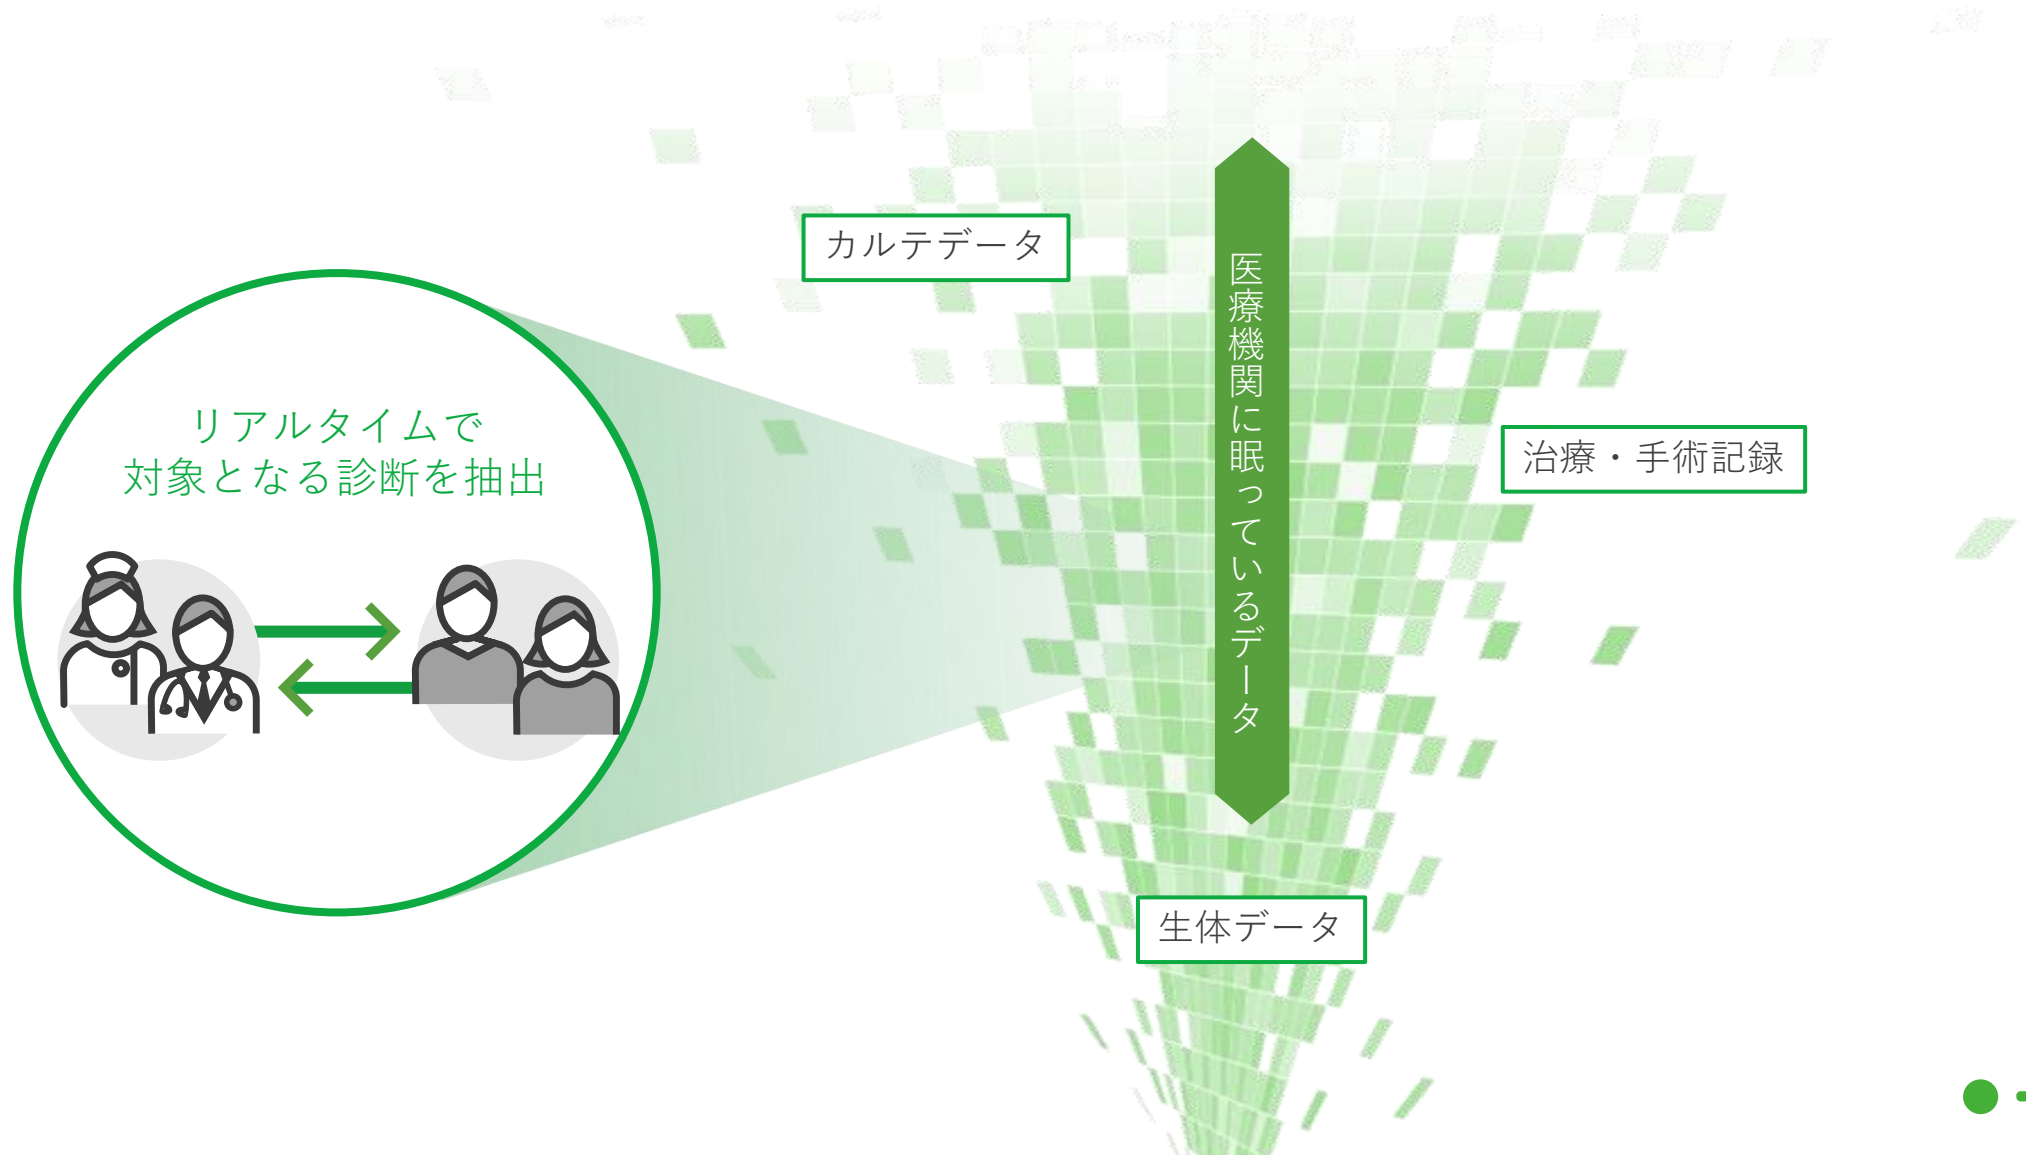 カルテデータ
医療機関に眠っているデータ
リアルタイムで
対象となる診断を抽出
治療・手術記録
生体データ